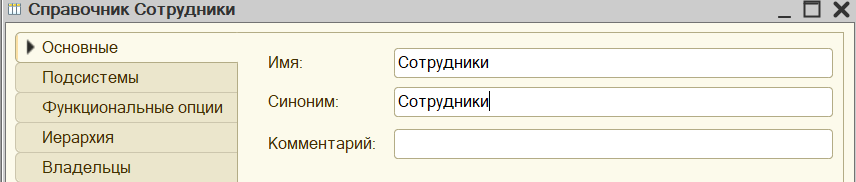 Справочник Сотрудники
Основные
Подсистемы
Функциональные опции
Иерархия
Владельцы
Имя: Сотрудники
Синоним: Сотрудники
Комментарий: